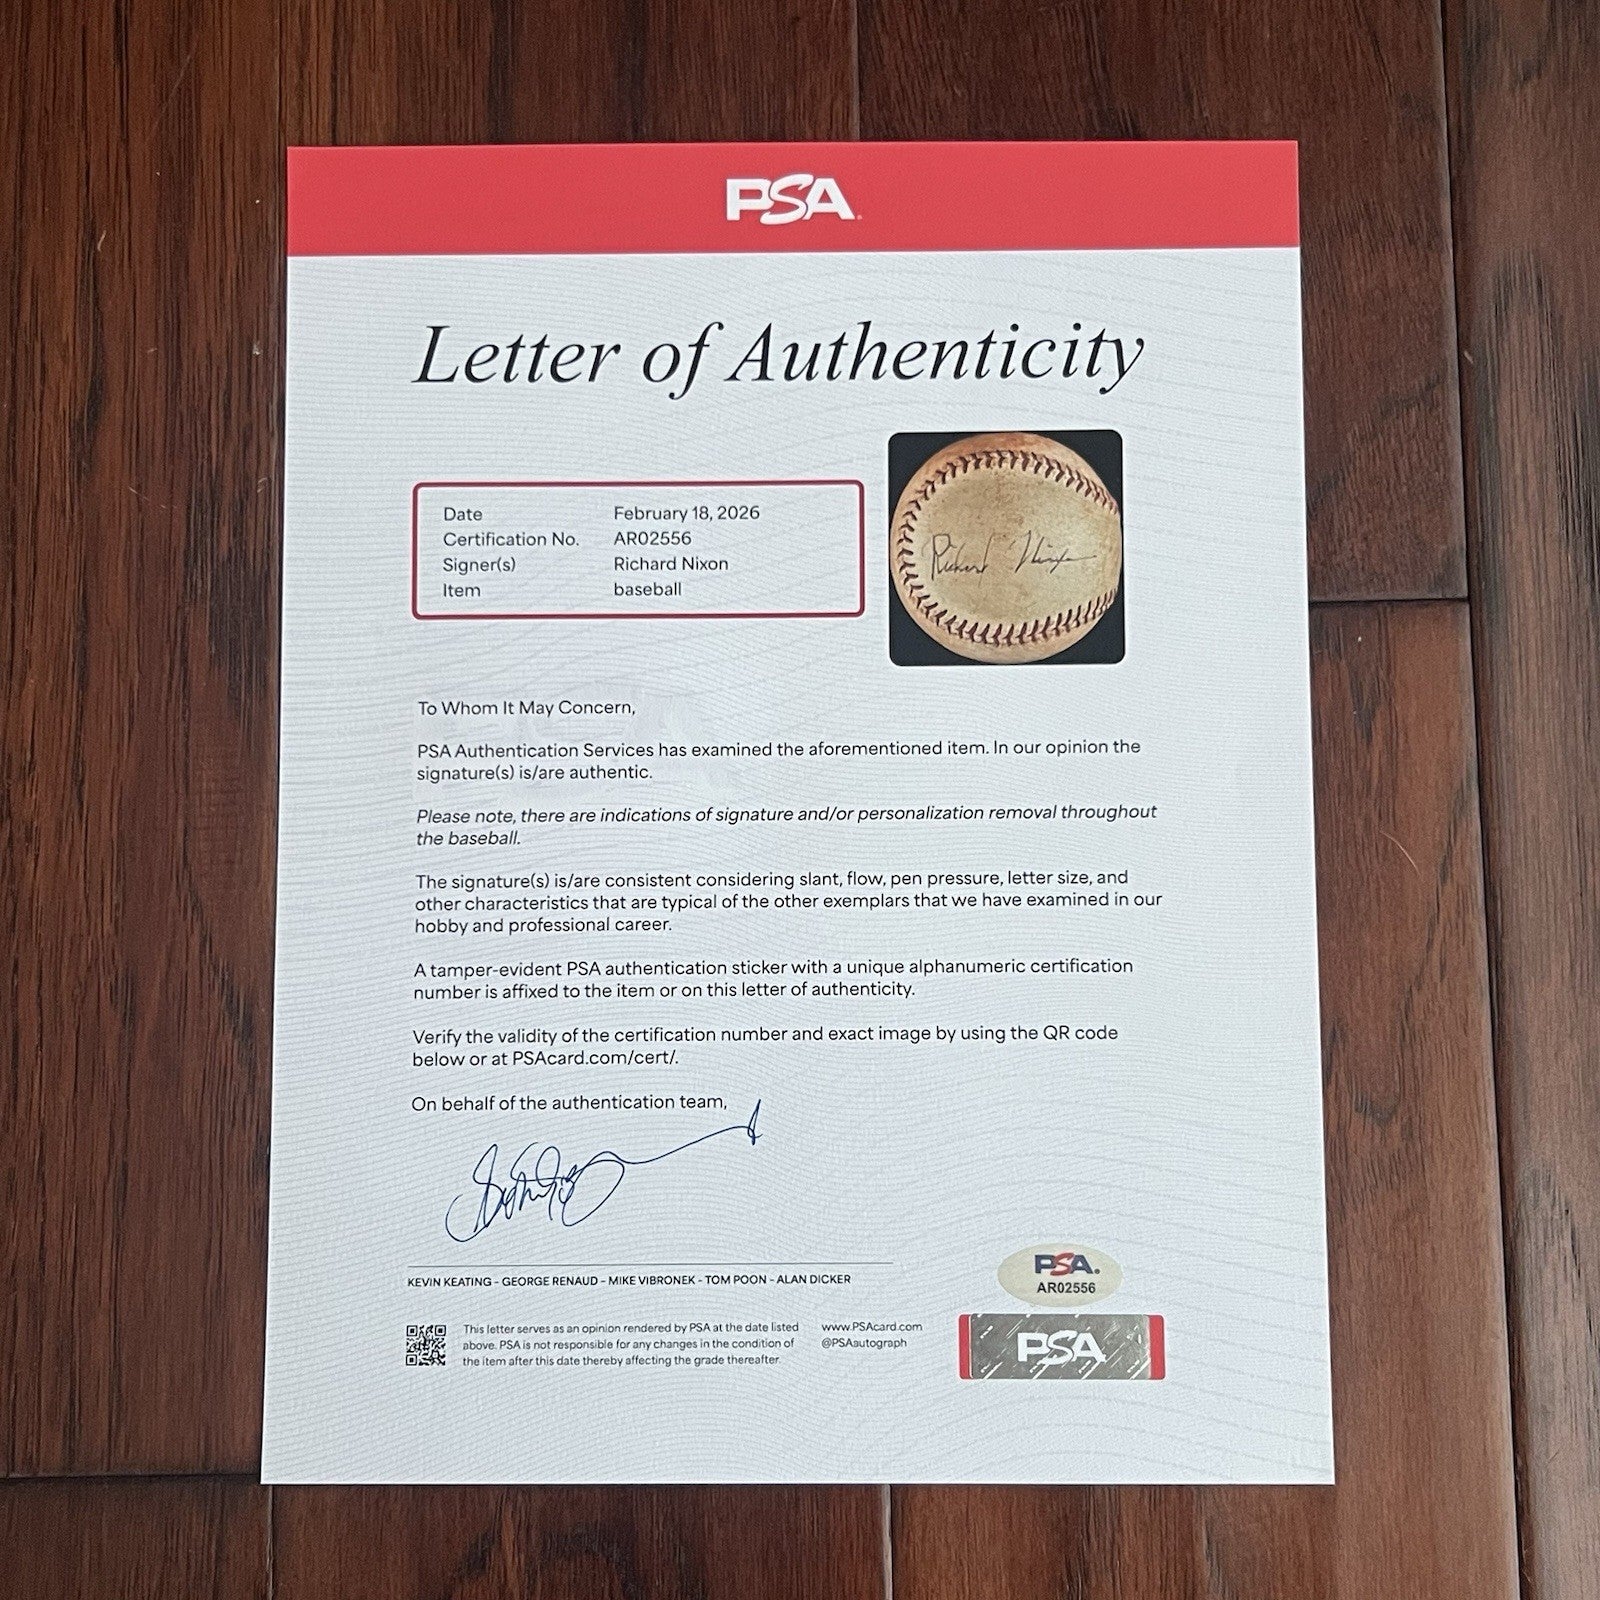 PSA
Letter of Authenticity
Date February 18, 2026
Certification No. AR02556
Signer(s) Richard Nixon
Item baseball
Richard Nixon
To Whom It May Concern,
PSA Authentication Services has examined the aforementioned item. In our opinion the
signature(s) is/are authentic.
Please note, there are indications of signature and/or personalization removal throughout
the baseball.
The signature(s) is/are consistent considering slant, flow, pen pressure, letter size, and
other characteristics that are typical of the other exemplars that we have examined in our
hobby and professional career.
A tamper-evident PSA authentication sticker with a unique alphanumeric certification
number is affixed to the item or on this letter of authenticity.
Verify the validity of the certification number and exact image by using the QR code
below or at PSAcard.com/cert/.
On behalf of the authentication team,
KEVIN KEATING - GEORGE RENAUD - MIKE VIBRONEK - TOM POON - ALAN DICKER
This letter serves as an opinion rendered by PSA at the date listed
above. PSA is not responsible for any changes in the condition of
the item after this date thereby affecting the grade thereafter.
www.PSAcard.com
@PSAautograph
PSA.
AR02556
PSA